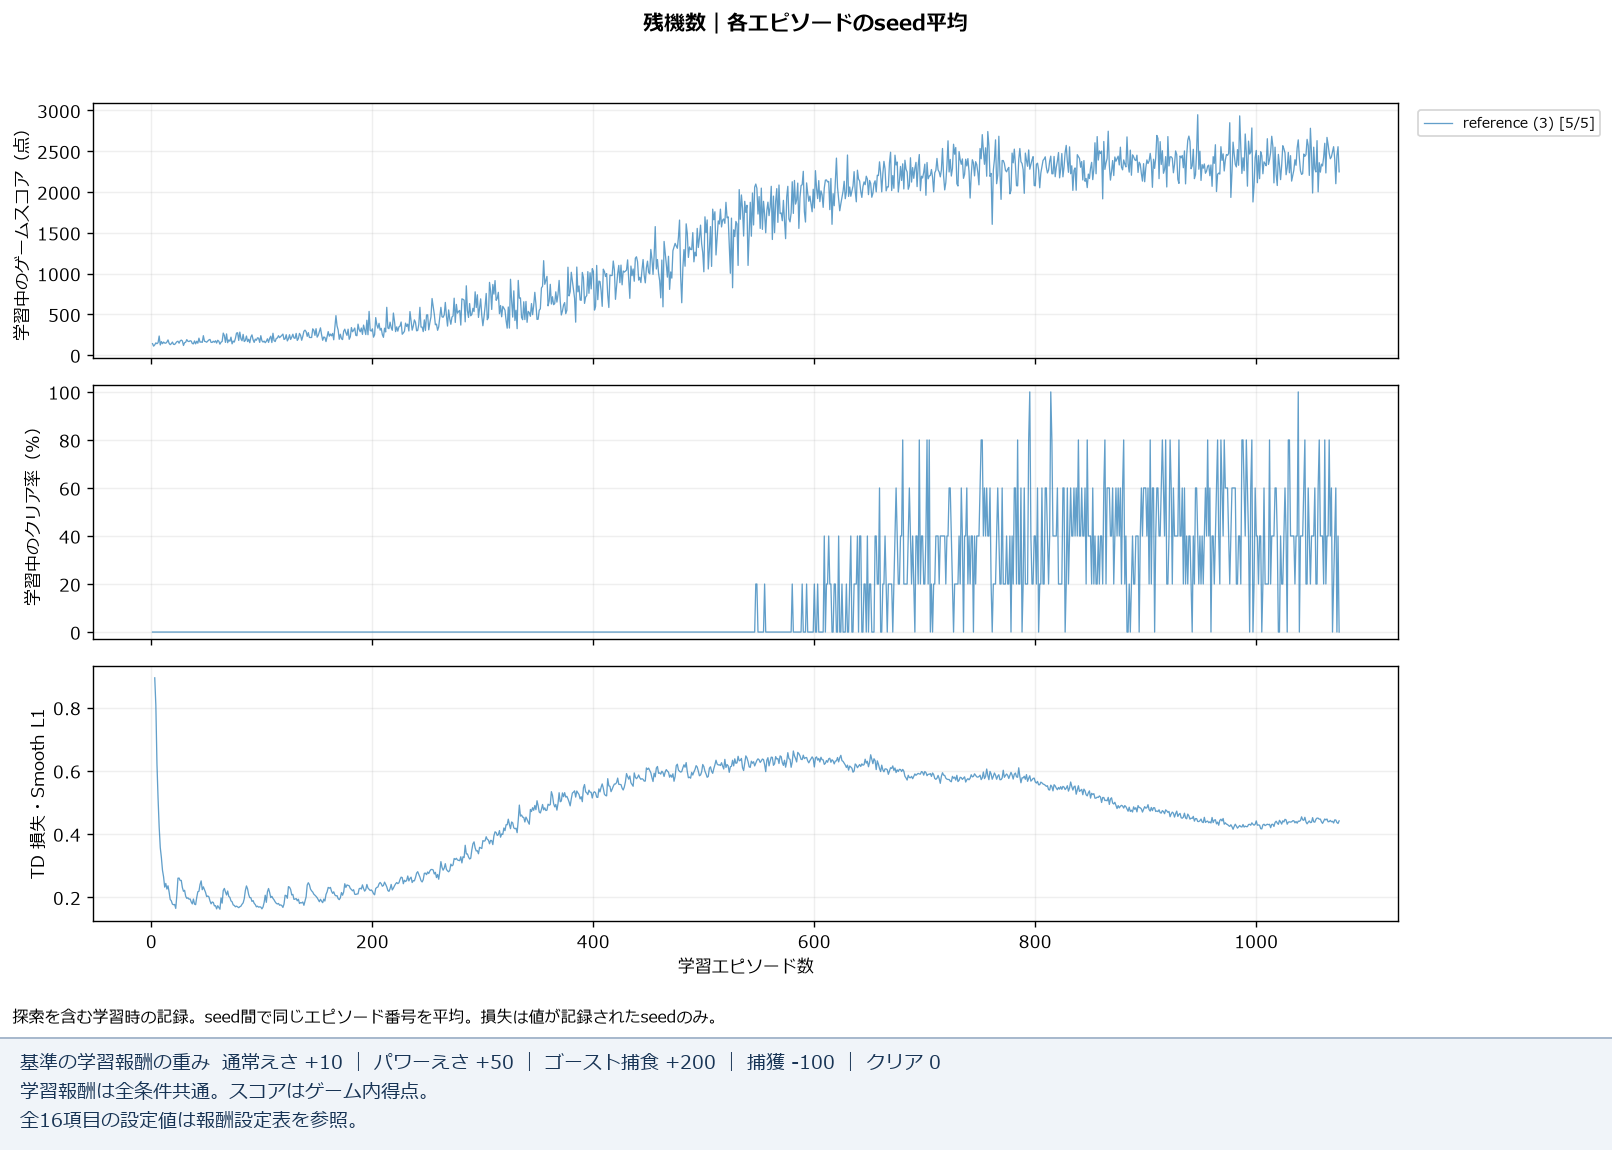 残機数｜各エピソードのseed平均
reference (3) [5/5]
学習中のゲームスコア（点）
3000
2500
2000
1500
1000
500
0
学習中のクリア率（%）
100
80
60
40
20
0
TD 損失・Smooth L1
0.8
0.6
0.4
0.2
0 200 400 600 800 1000
学習エピソード数
探索を含む学習時の記録。seed間で同じエピソード番号を平均。損失は値が記録されたseedのみ。
基準の学習報酬の重み 通常えさ +10 ｜ パワーえさ +50 ｜ ゴースト捕食 +200 ｜ 捕獲 -100 ｜ クリア 0
学習報酬は全条件共通。スコアはゲーム内得点。
全16項目の設定値は報酬設定表を参照。